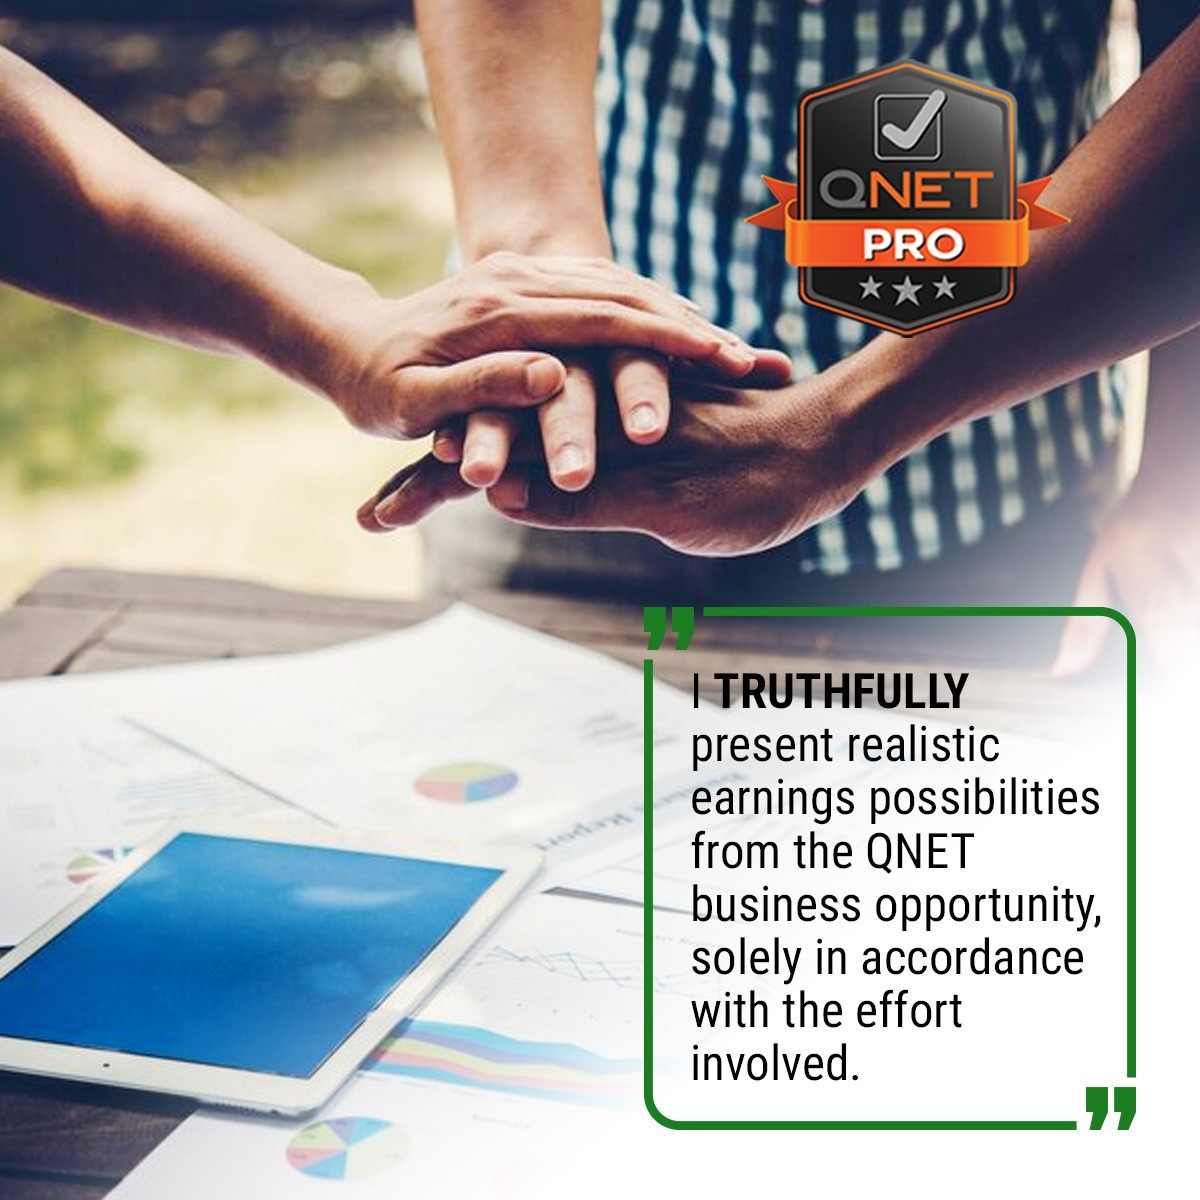 QNET
PRO
I TRUTHFULLY
present realistic
earnings possibilities
from the QNET
business opportunity,
solely in accordance
with the effort
involved.